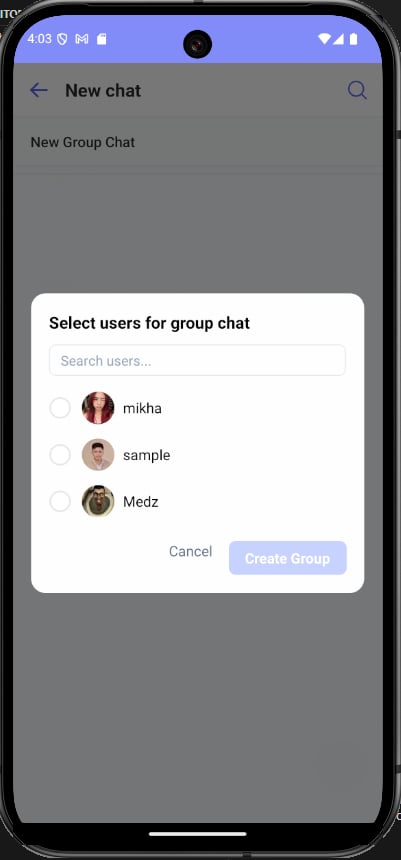 4:03
New chat
New Group Chat
Select users for group chat
Search users...
mikha
sample
Medz
Cancel
Create Group